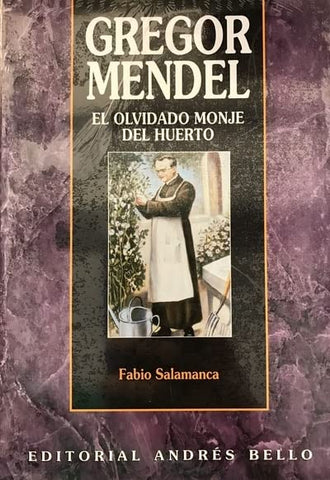 GREGOR
MENDEL
EL OLVIDADO MONJE
DEL HUERTO
Fabio Salamanca
EDITORIAL ANDRÉS BELLO